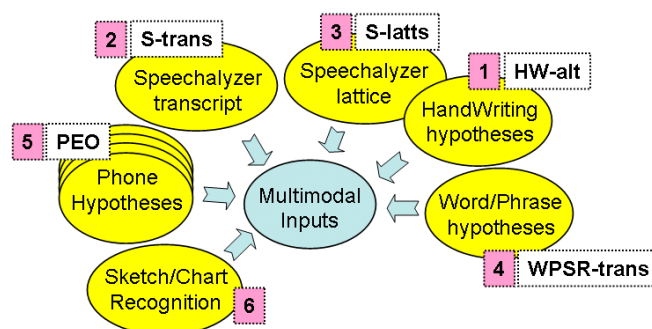 2 S-trans
Speechalyzer
transcript
3 S-latts
Speechalyzer
lattice
1 HW-alt
HandWriting
hypotheses
5 PEO
Phone
Hypotheses
Multimodal
Inputs
Word/Phrase
hypotheses
4 WPSR-trans
Sketch/Chart
Recognition
6